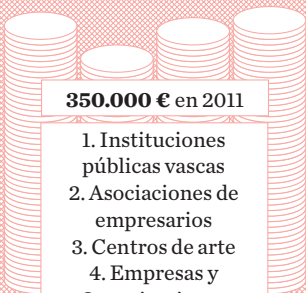 350.000 € en 2011
1. Instituciones
públicas vascas
2. Asociaciones de
empresarios
3. Centros de arte
4. Empresas y